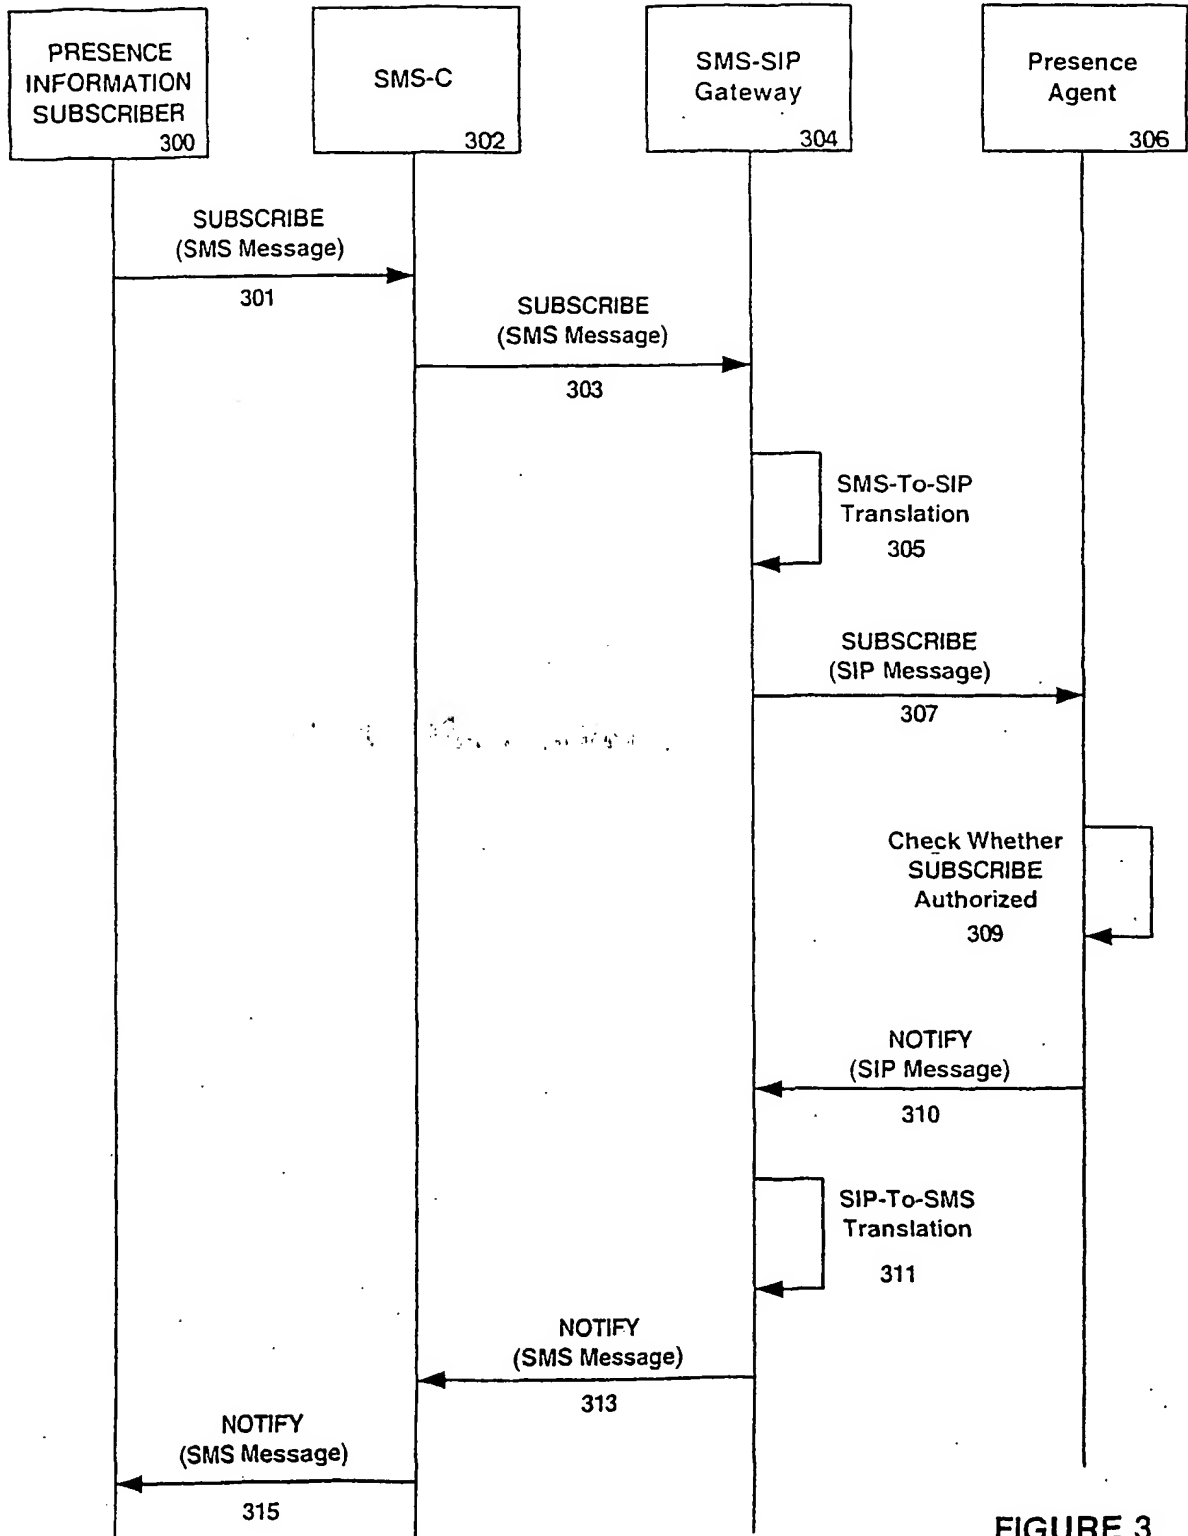 PRESENCE
INFORMATION
SUBSCRIBER
300
SMS-C
302
SMS-SIP
Gateway
304
Presence
Agent
306
SUBSCRIBE
(SMS Message)
301
SUBSCRIBE
(SMS Message)
303
SMS-To-SIP
Translation
305
SUBSCRIBE
(SIP Message)
307
Check Whether
SUBSCRIBE
Authorized
309
NOTIFY
(SIP Message)
310
SIP-To-SMS
Translation
311
NOTIFY
(SMS Message)
313
NOTIFY
(SMS Message)
315
FIGURE 3